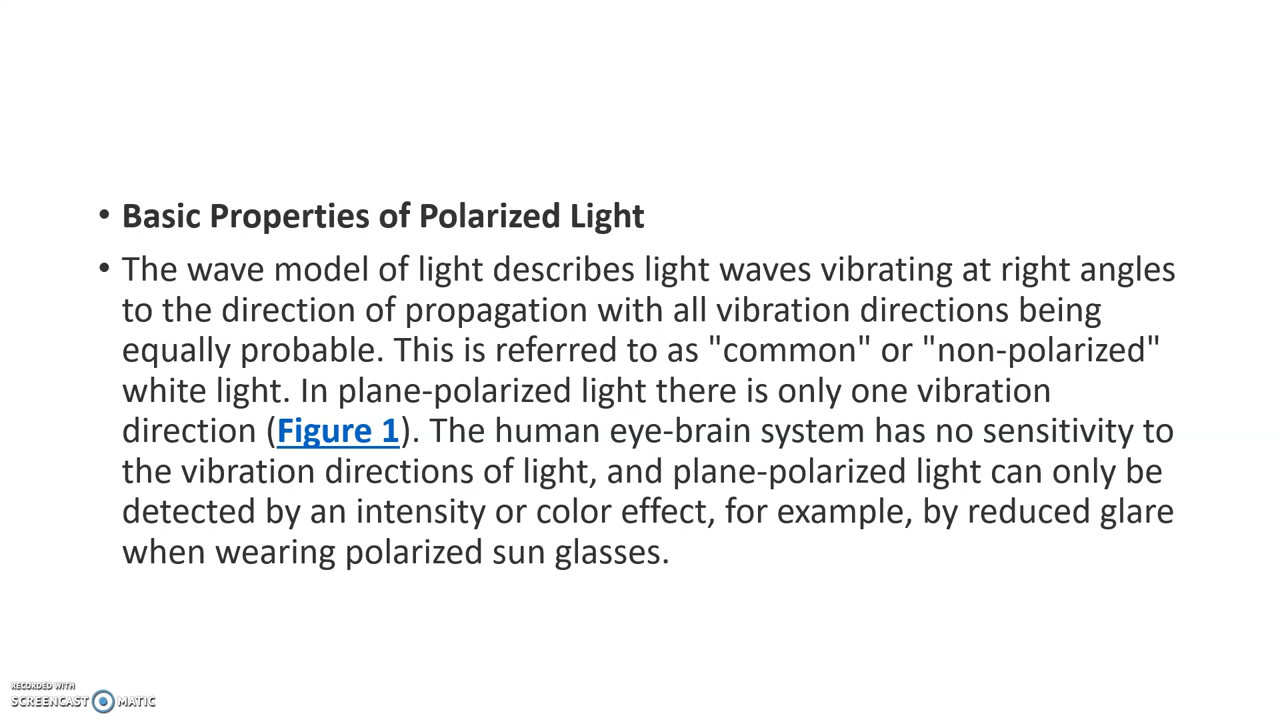 • Basic Properties of Polarized Light
• The wave model of light describes light waves vibrating at right angles
to the direction of propagation with all vibration directions being
equally probable. This is referred to as "common" or "non-polarized"
white light. In plane-polarized light there is only one vibration
direction (Figure 1). The human eye-brain system has no sensitivity to
the vibration directions of light, and plane-polarized light can only be
detected by an intensity or color effect, for example, by reduced glare
when wearing polarized sun glasses.
RECORDED WITH
SCREENCAST MATIC